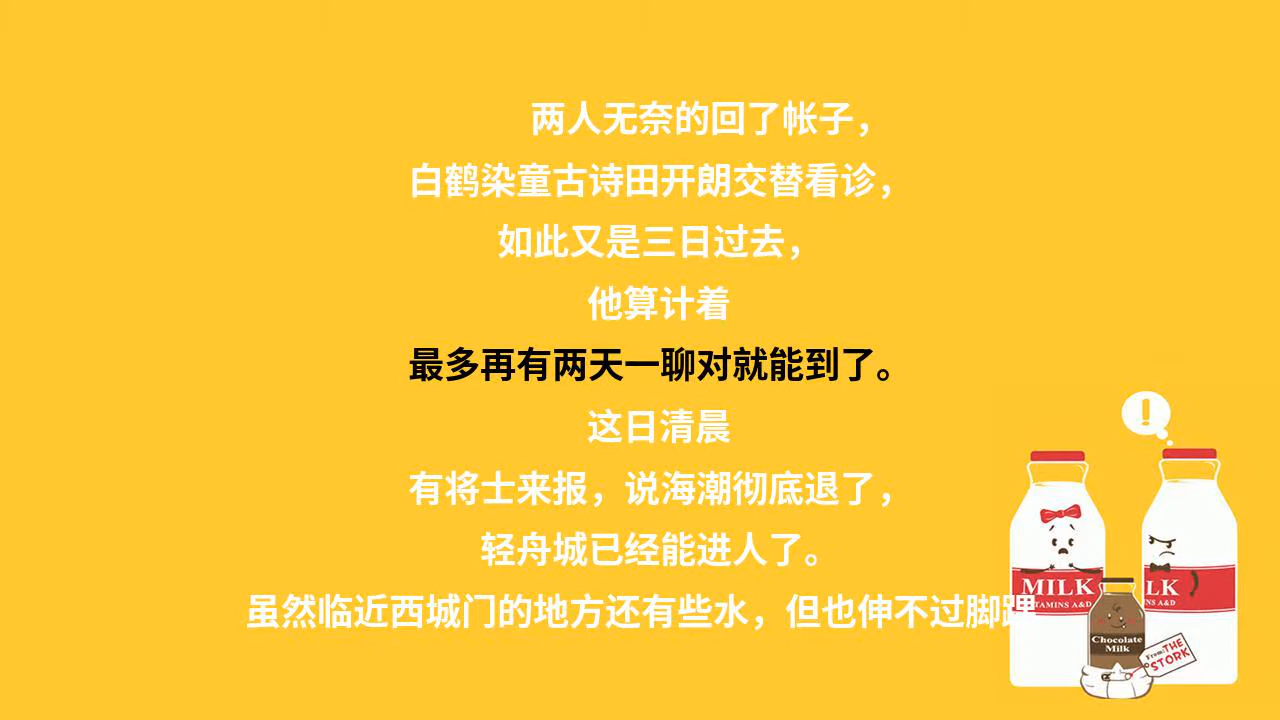 两人无奈的回了帐子，
白鹤染童古诗田开朗交替看诊，
如此又是三日过去，
他算计着
最多再有两天一聊对就能到了。
这日清晨
有将士来报，说海潮彻底退了，
轻舟城已经能进人了。
虽然临近西城门的地方还有些水，但也伸不过脚踝
!
MILK
TAMINS A&D
LK
NS A&D
Chocolate
Milk
From: THE
STORK